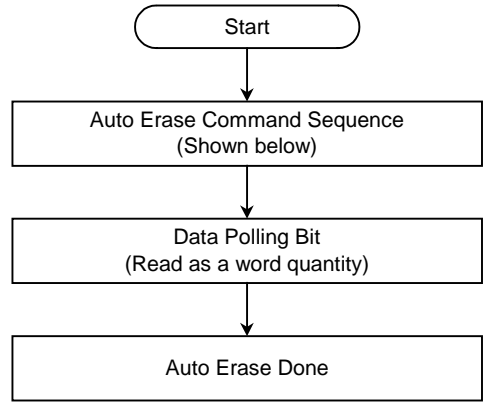 Start
Auto Erase Command Sequence
(Shown below)
Data Polling Bit
(Read as a word quantity)
Auto Erase Done